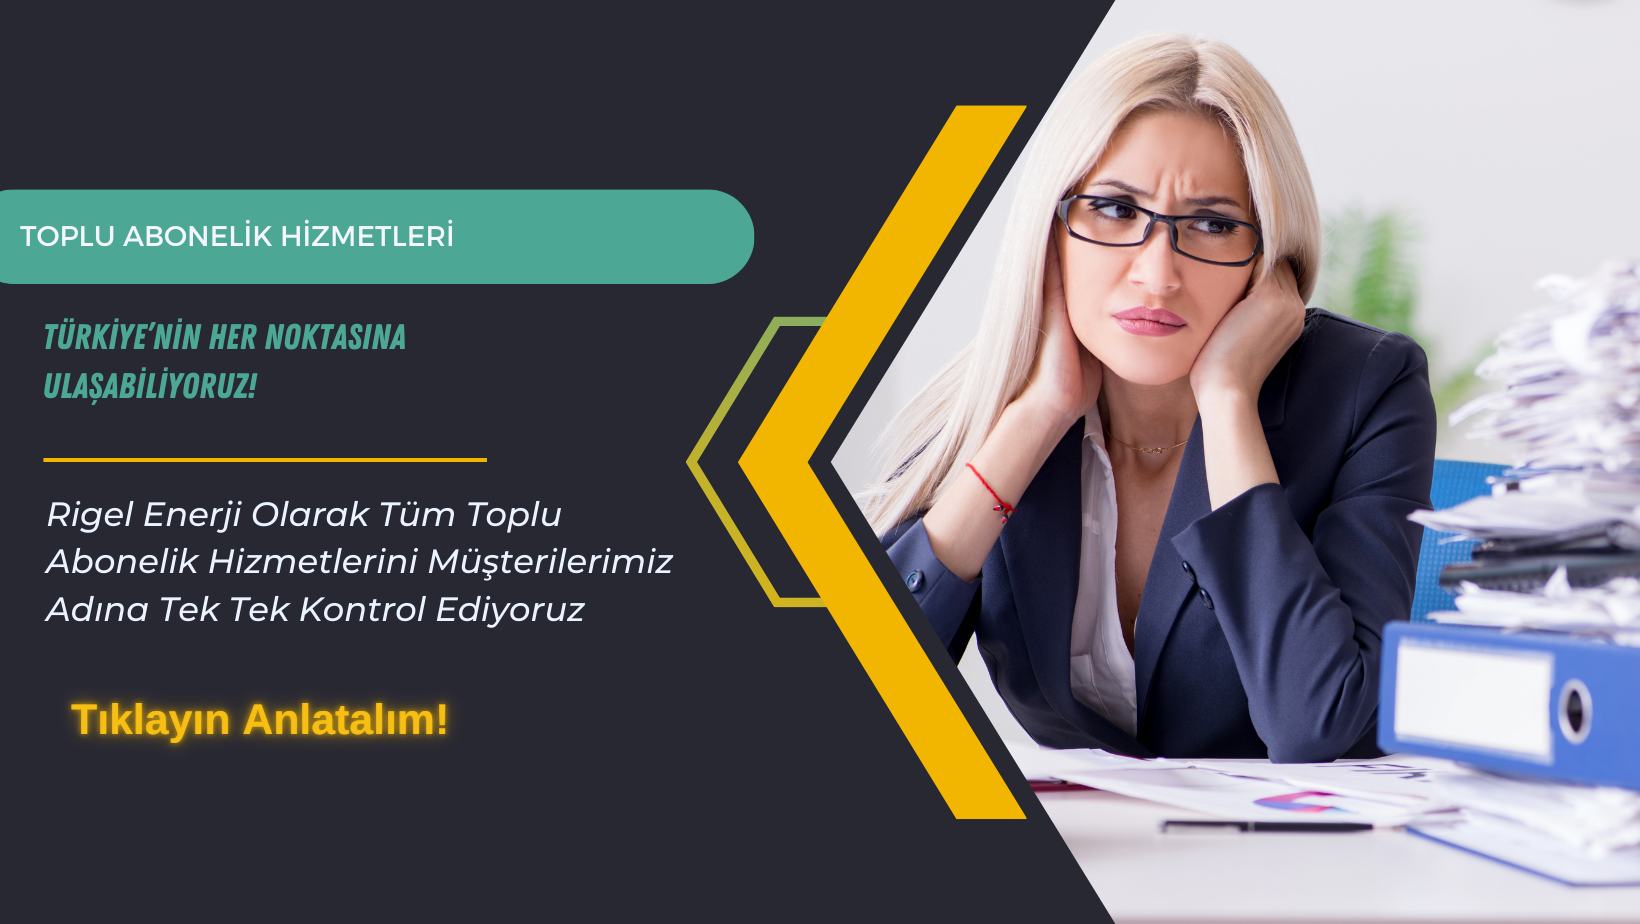 TOPLU ABONELİK HİZMETLERİ
TÜRKİYE'NİN HER NOKTASINA
ULAŞABİLİYORUZ!
Rigel Enerji Olarak Tüm Toplu
Abonelik Hizmetlerini Müşterilerimiz
Adına Tek Tek Kontrol Ediyoruz
Tıklayın Anlatalım!